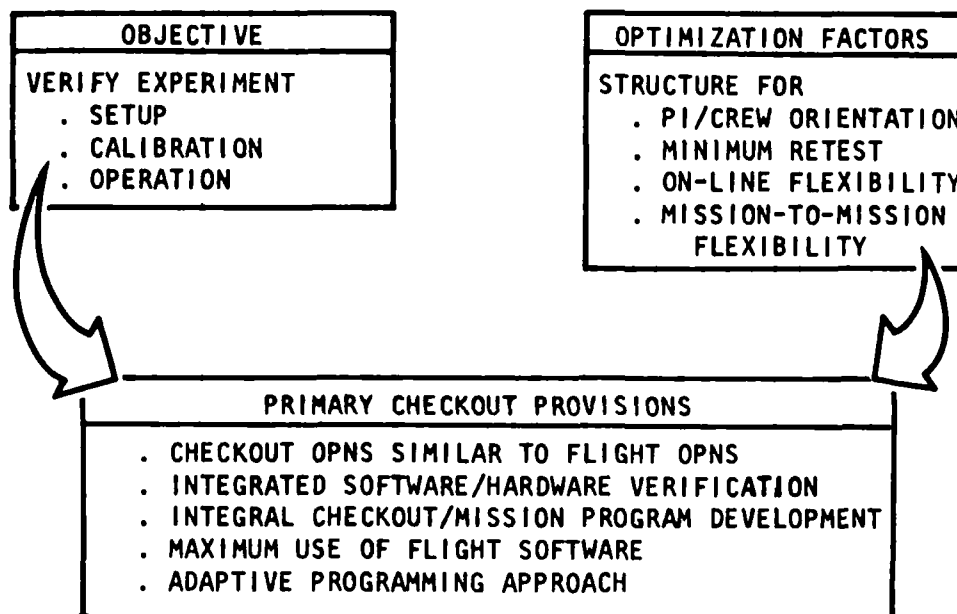 OBJECTIVE
VERIFY EXPERIMENT
. SETUP
. CALIBRATION
. OPERATION
OPTIMIZATION FACTORS
STRUCTURE FOR
. PI/CREW ORIENTATION
. MINIMUM RETEST
. ON-LINE FLEXIBILITY
. MISSION-TO-MISSION
FLEXIBILITY
PRIMARY CHECKOUT PROVISIONS
. CHECKOUT OPNS SIMILAR TO FLIGHT OPNS
. INTEGRATED SOFTWARE/HARDWARE VERIFICATION
. INTEGRAL CHECKOUT/MISSION PROGRAM DEVELOPMENT
. MAXIMUM USE OF FLIGHT SOFTWARE
. ADAPTIVE PROGRAMMING APPROACH